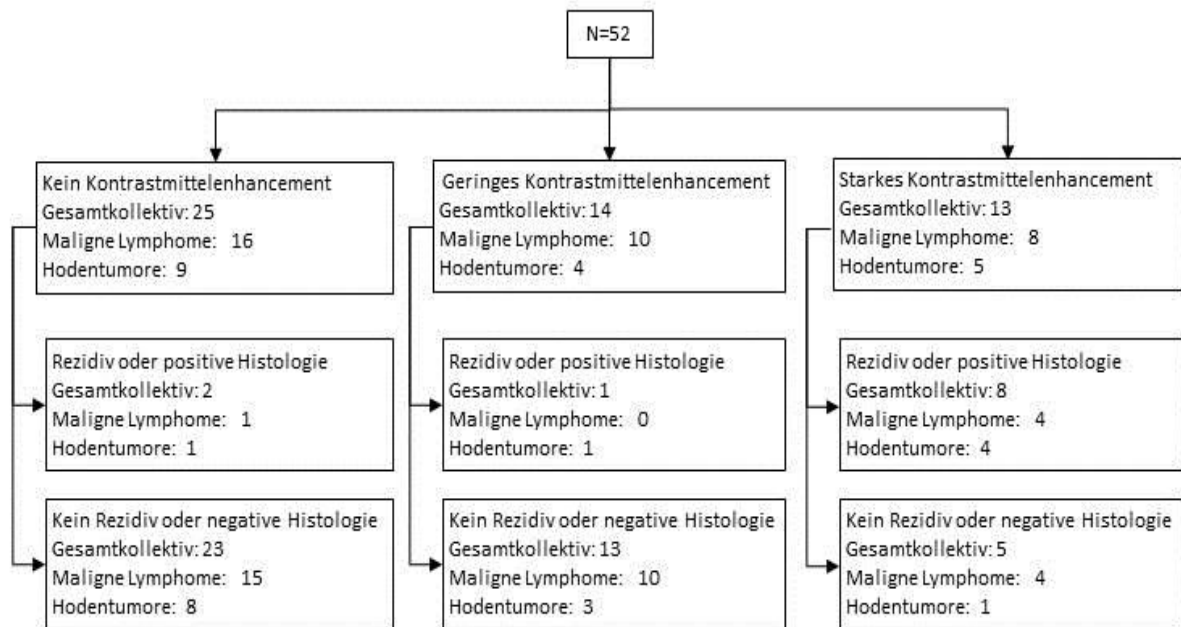 N=52
Kein Kontrastmittelenhancement
Gesamtkollektiv: 25
Maligne Lymphome: 16
Hodentumore: 9
Geringes Kontrastmittelenhancement
Gesamtkollektiv: 14
Maligne Lymphome: 10
Hodentumore: 4
Starkes Kontrastmittelenhancement
Gesamtkollektiv: 13
Maligne Lymphome: 8
Hodentumore: 5
Rezidiv oder positive Histologie
Gesamtkollektiv: 2
Maligne Lymphome: 1
Hodentumore: 1
Rezidiv oder positive Histologie
Gesamtkollektiv: 1
Maligne Lymphome: 0
Hodentumore: 1
Rezidiv oder positive Histologie
Gesamtkollektiv: 8
Maligne Lymphome: 4
Hodentumore: 4
Kein Rezidiv oder negative Histologie
Gesamtkollektiv: 23
Maligne Lymphome: 15
Hodentumore: 8
Kein Rezidiv oder negative Histologie
Gesamtkollektiv: 13
Maligne Lymphome: 10
Hodentumore: 3
Kein Rezidiv oder negative Histologie
Gesamtkollektiv: 5
Maligne Lymphome: 4
Hodentumore: 1